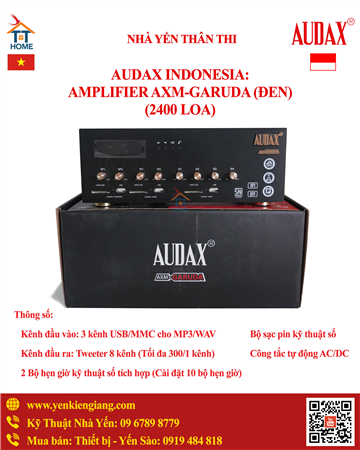 TT
HOME
NHÀ YẾN THÂN THI
AUDAX®
AUDAX INDONESIA:
AMPLIFIER AXM-GARUDA (ĐEN)
(2400 LOA)
AUDAX
GARUDA
SNI
AUDAX
AXM-GARUDA
Thông số:
Kênh đầu vào: 3 kênh USB/MMC cho MP3/WAV
Bộ sạc pin kỹ thuật số
Kênh đầu ra: Tweeter 8 kênh (Tối đa 300/1 kênh)
Công tắc tự động AC/DC
2 Bộ hẹn giờ kỹ thuật số tích hợp (Cài đặt 10 bộ hẹn giờ)
www.yenkiengiang.com
Kỹ Thuật Nhà Yến: 09 6789 8779
Mua bán: Thiết bị - Yến Sào: 0919 484 818